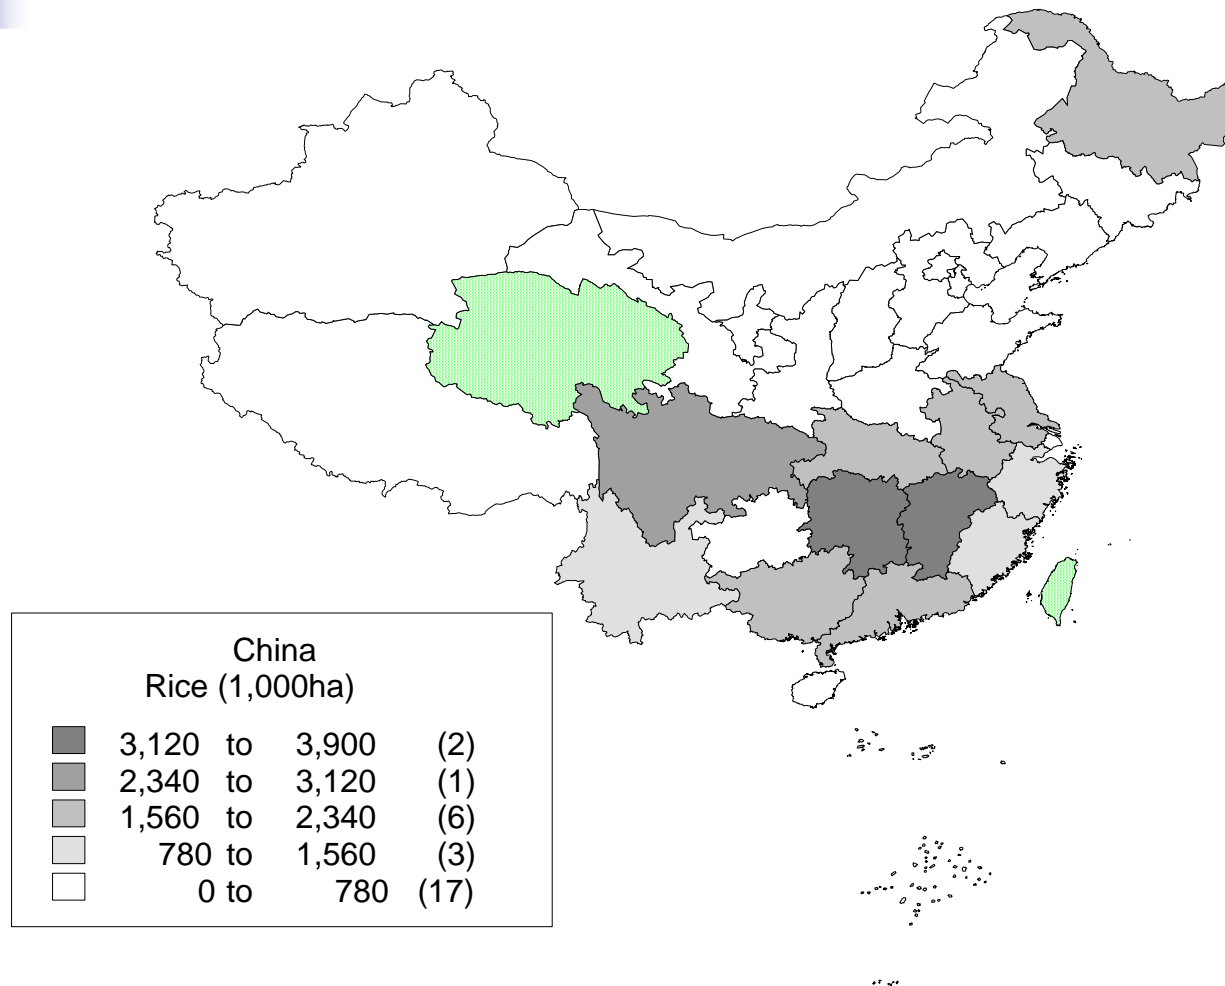 China
Rice (1,000ha)
3,120 to 3,900 (2)
2,340 to 3,120 (1)
1,560 to 2,340 (6)
780 to 1,560 (3)
0 to 780 (17)